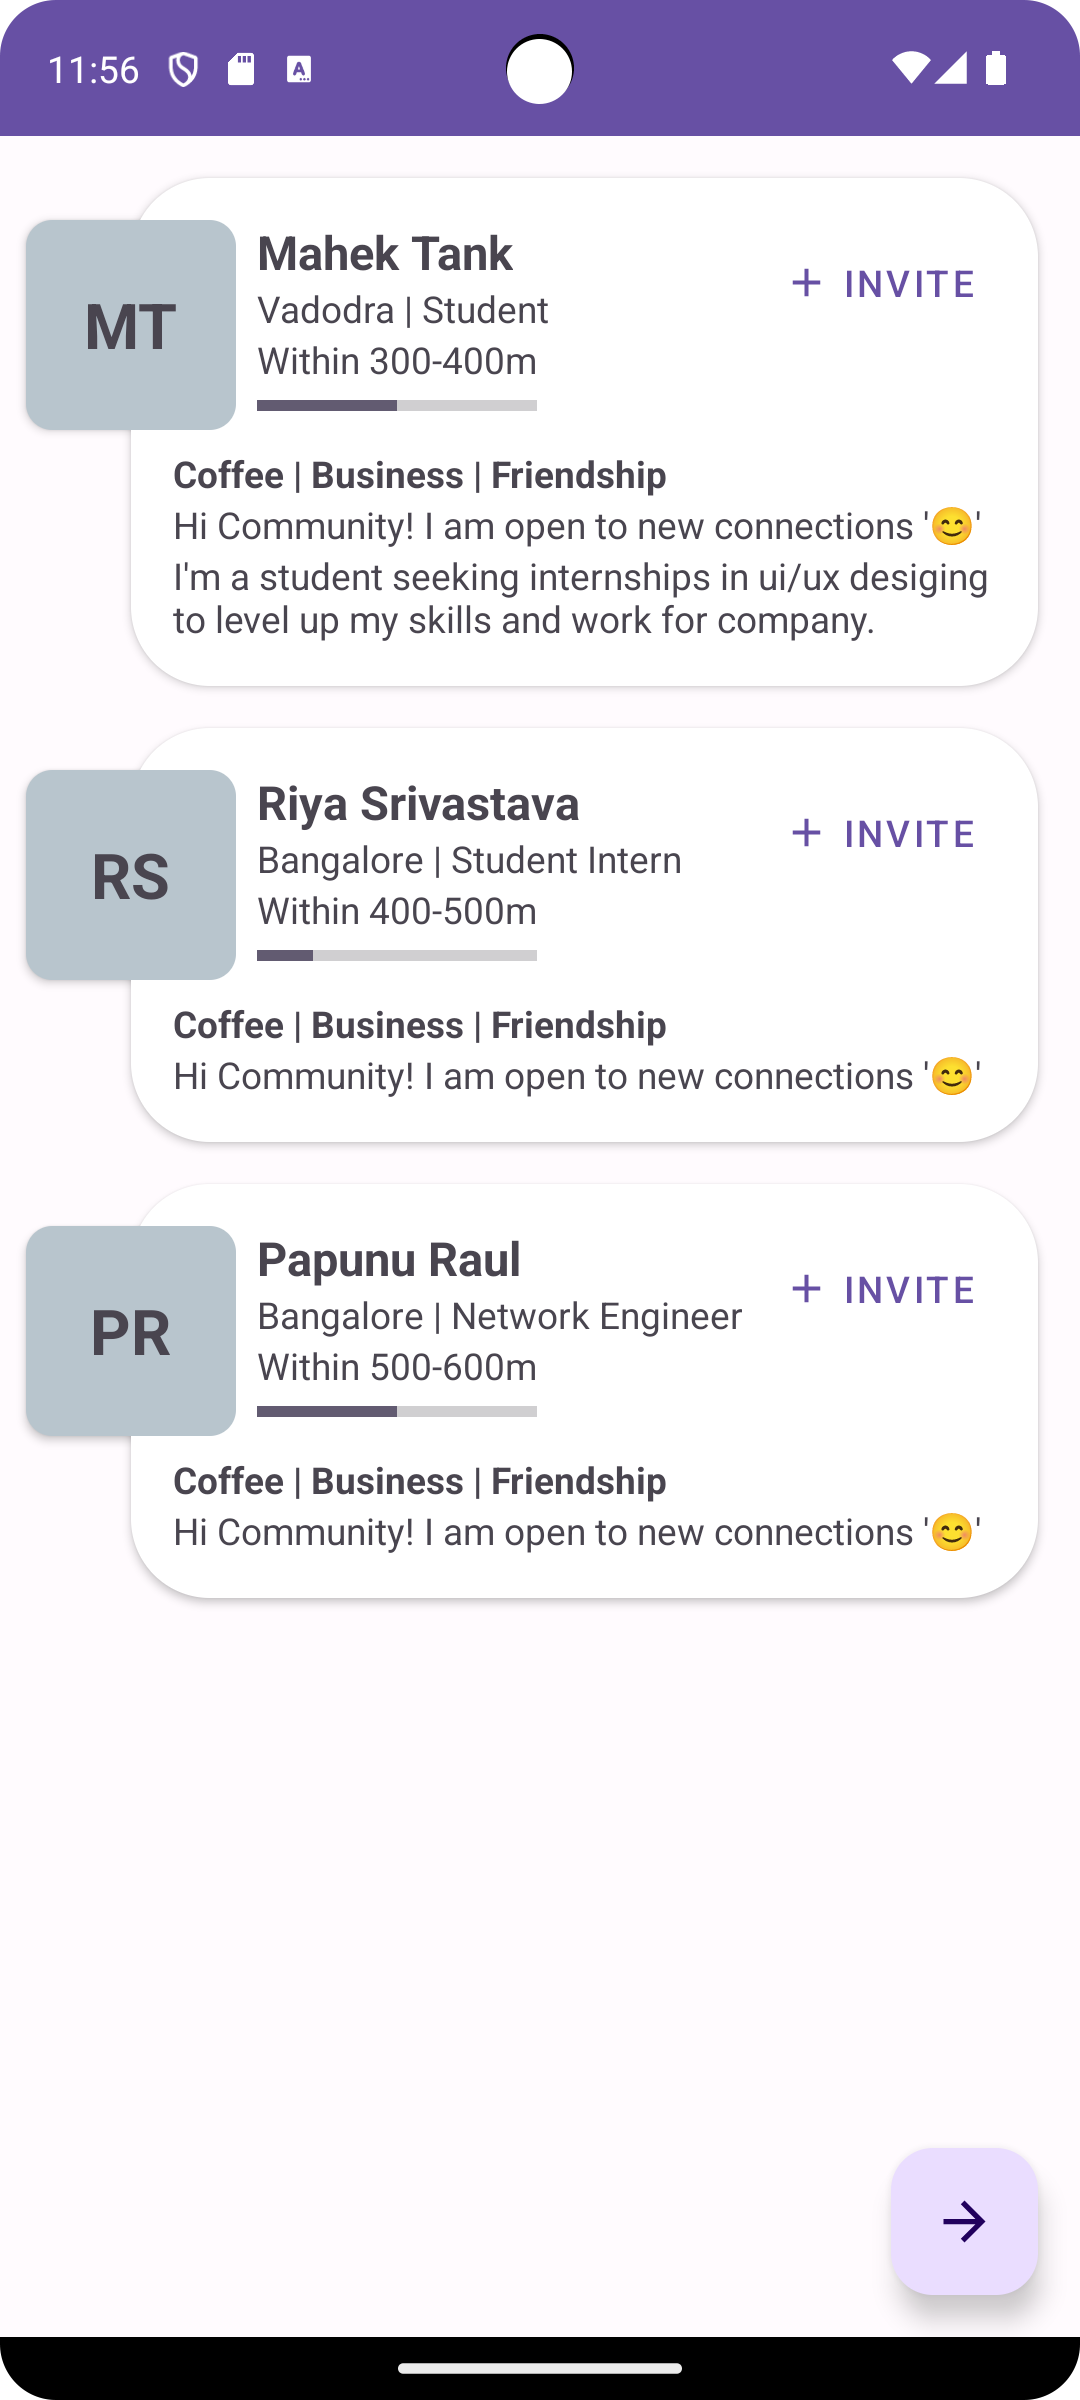 11:56
MT
Mahek Tank
Vadodra | Student
Within 300-400m
+ INVITE
Coffee | Business | Friendship
Hi Community! I am open to new connections '😊'
I'm a student seeking internships in ui/ux desiging
to level up my skills and work for company.
RS
Riya Srivastava
Bangalore | Student Intern
Within 400-500m
+ INVITE
Coffee | Business | Friendship
Hi Community! I am open to new connections '😊'
PR
Papunu Raul
Bangalore | Network Engineer
Within 500-600m
+ INVITE
Coffee | Business | Friendship
Hi Community! I am open to new connections '😊'